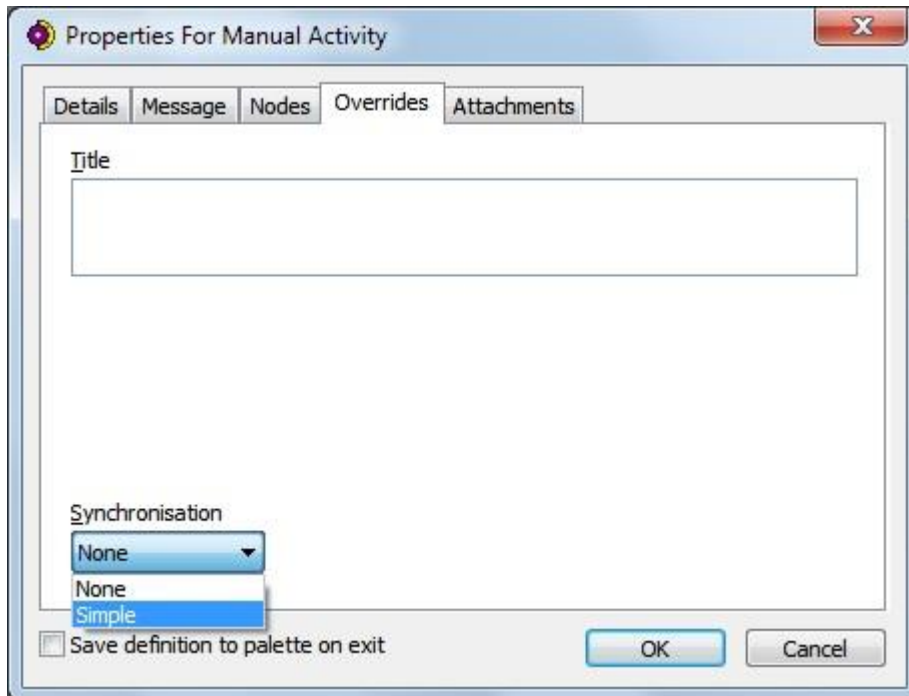 Properties For Manual Activity
Details Message Nodes Overrides Attachments
Title
Synchronisation
None
None
Simple
Save definition to palette on exit OK Cancel